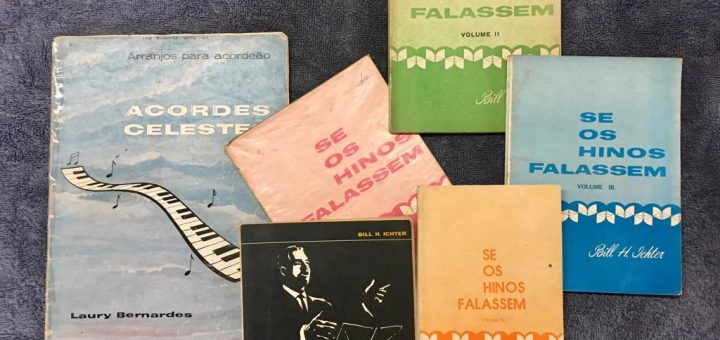 Arranjos para acordeão
ACORDES
CELESTES
Laury Bernardes
SE
OS
HINOS
FALASSEM
BILL H. ICHTER
FALASSEM
VOLUME II
Bill
SE
OS
HINOS
FALASSEM
VOLUME III
Bill H. Ichter
SE
OS
HINOS
FALASSEM